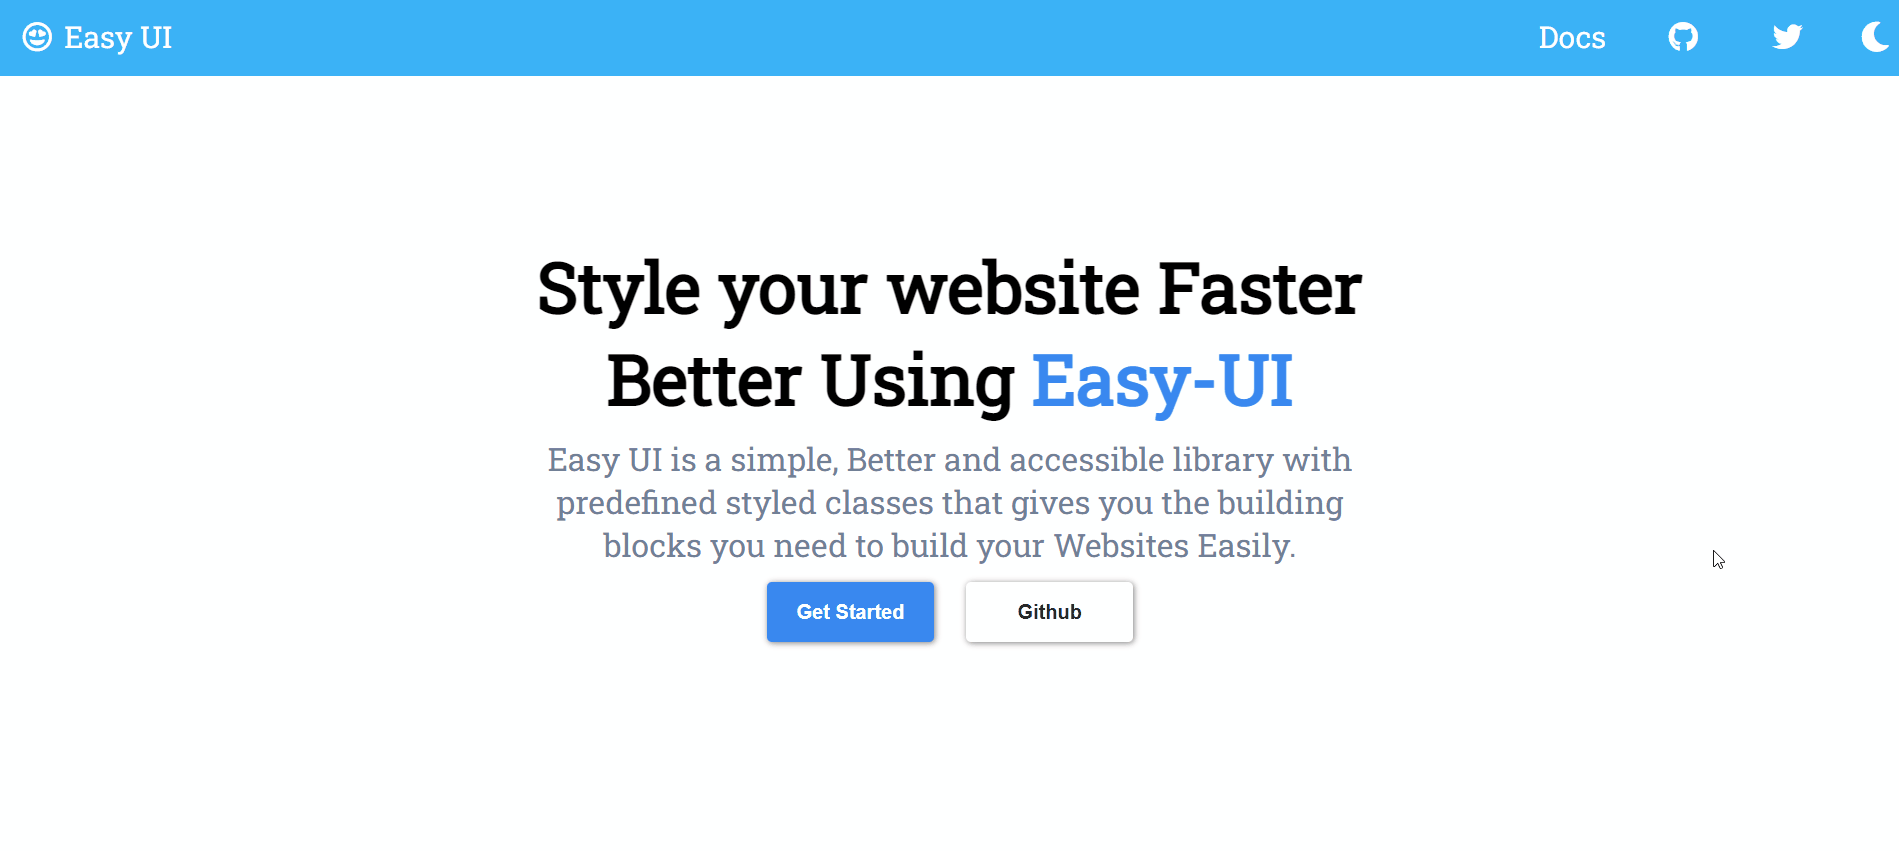 Easy UI
Docs
Style your website Faster
Better Using Easy-UI
Easy UI is a simple, Better and accessible library with
predefined styled classes that gives you the building
blocks you need to build your Websites Easily.
Get Started
Github